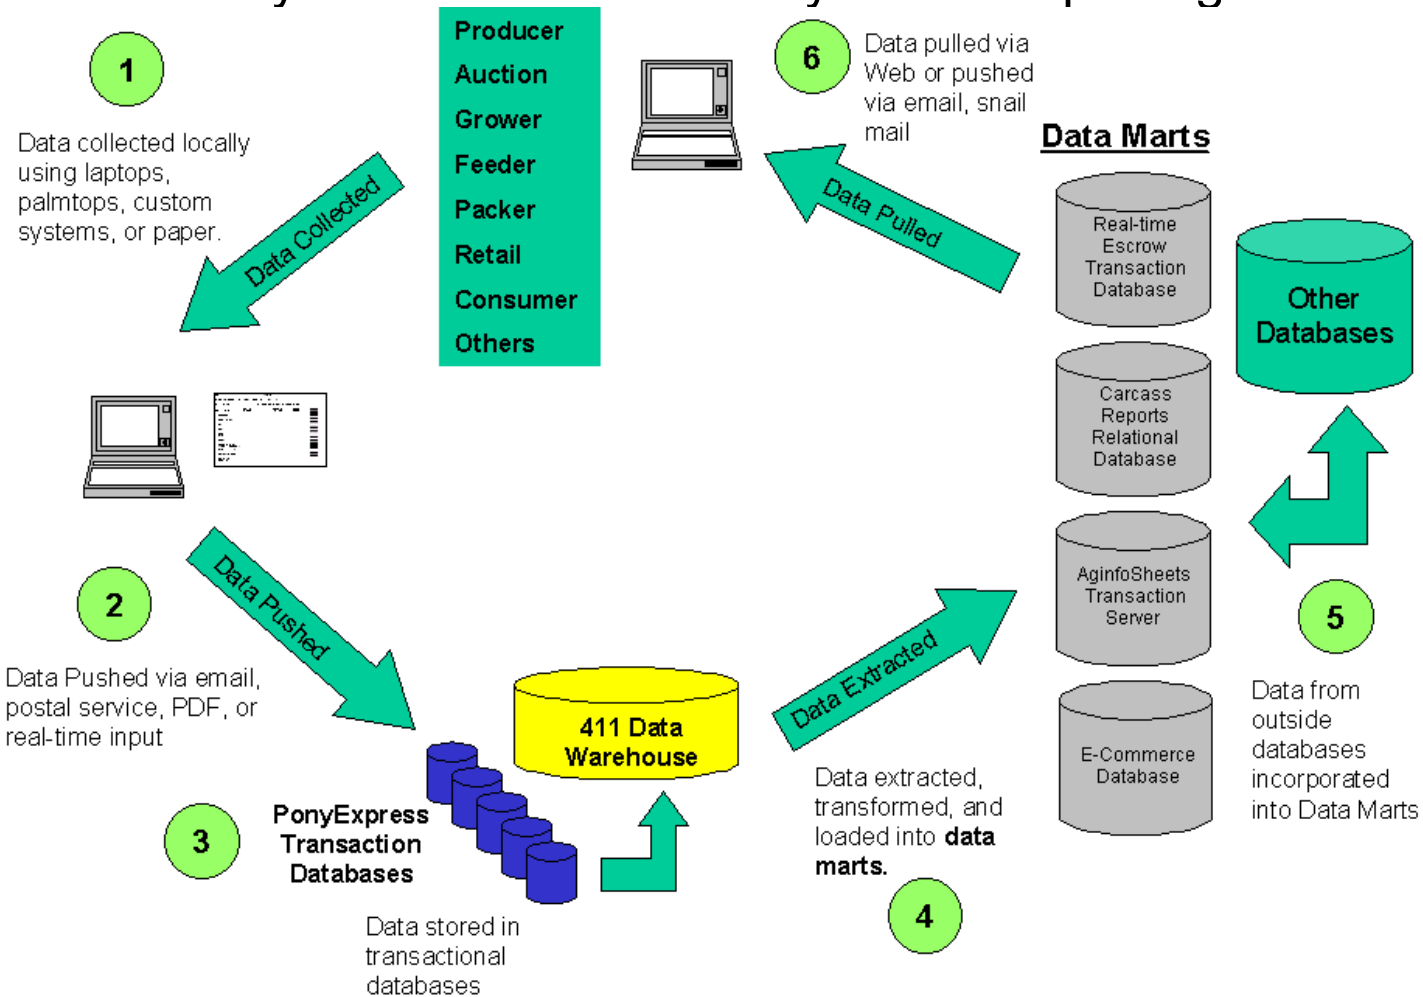 1
Data collected locally
using laptops,
palmtops, custom
systems, or paper.
Data Collected
Producer
Auction
Grower
Feeder
Packer
Retail
Consumer
Others
6
Data pulled via
Web or pushed
via email, snail
mail
Data Pulled
Data Marts
Real-time
Escrow
Transaction
Database
Carcass
Reports
Relational
Database
AginfoSheets
Transaction
Server
E-Commerce
Database
Other
Databases
5
Data from
outside
databases
incorporated
into Data Marts
2
Data Pushed via email,
postal service, PDF, or
real-time input
Data Pushed
3
PonyExpress
Transaction
Databases
Data stored in
transactional
databases
411 Data
Warehouse
Data Extracted
Data extracted,
transformed, and
loaded into data
marts.
4